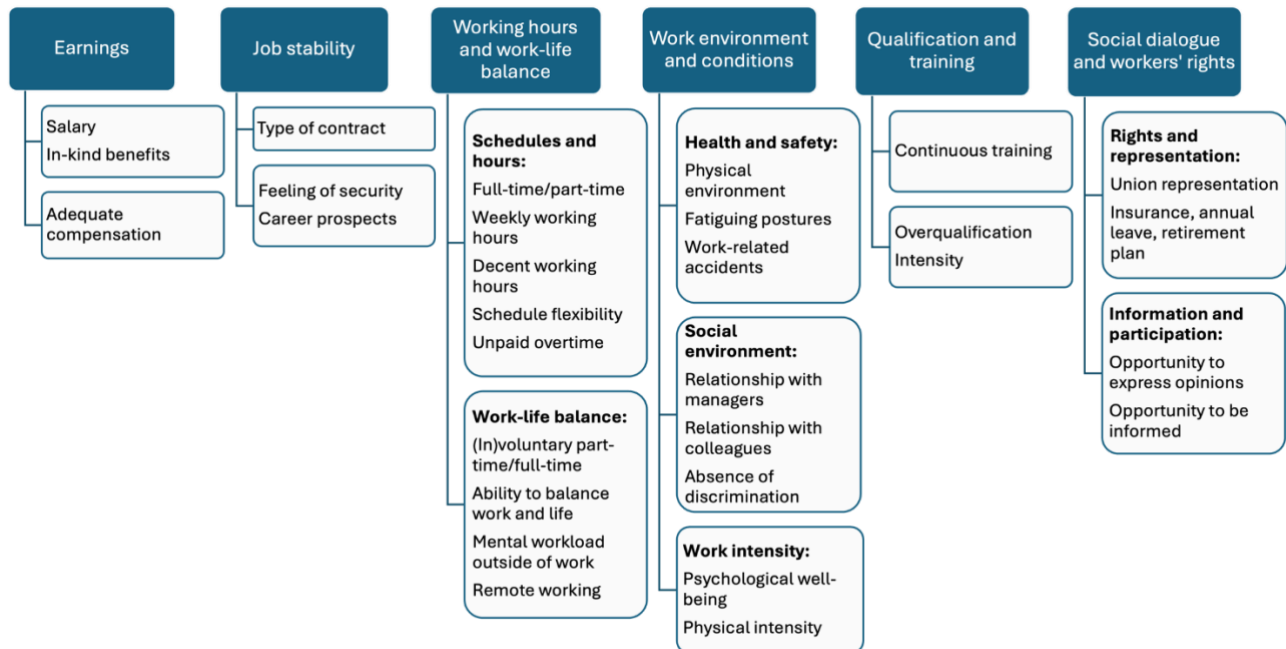 Earnings
Salary
In-kind benefits
Adequate
compensation
Job stability
Type of contract
Feeling of security
Career prospects
Working hours
and work-life
balance
Schedules and
hours:
Full-time/part-time
Weekly working
hours
Decent working
hours
Schedule flexibility
Unpaid overtime
Work-life balance:
(In)voluntary part-
time/full-time
Ability to balance
work and life
Mental workload
outside of work
Remote working
Work environment
and conditions
Health and safety:
Physical
environment
Fatiguing postures
Work-related
accidents
Social
environment:
Relationship with
managers
Relationship with
colleagues
Absence of
discrimination
Work intensity:
Psychological well-
being
Physical intensity
Qualification and
training
Continuous training
Overqualification
Intensity
Social dialogue
and workers' rights
Rights and
representation:
Union representation
Insurance, annual
leave, retirement
plan
Information and
participation:
Opportunity to
express opinions
Opportunity to be
informed